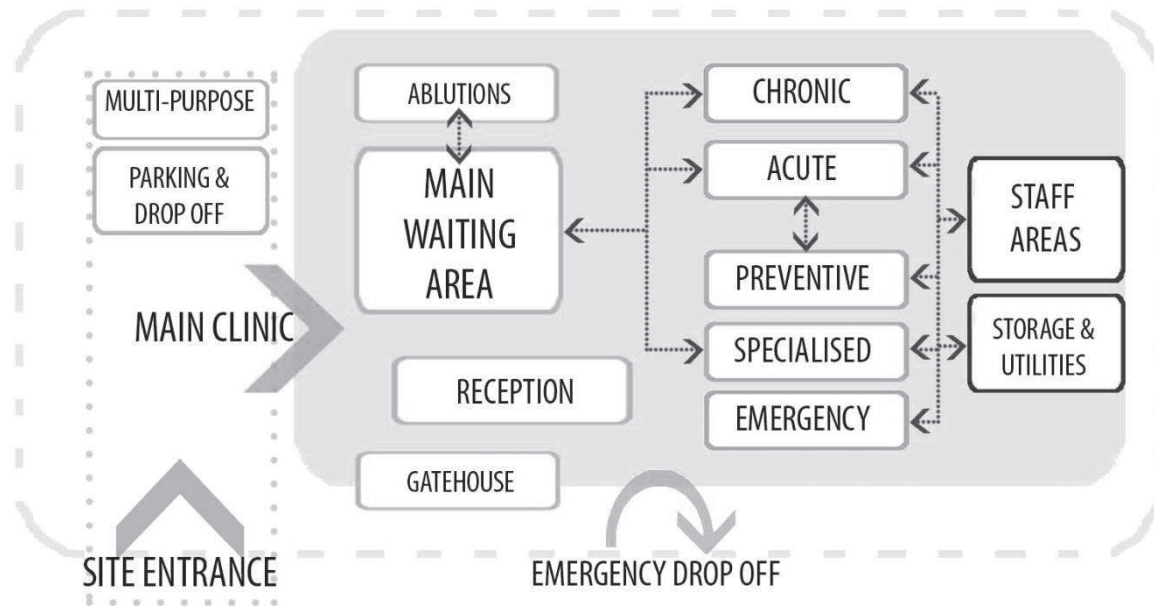 MULTI-PURPOSE
PARKING &
DROP OFF
MAIN CLINIC
SITE ENTRANCE
ABLUTIONS
MAIN
WAITING
AREA
RECEPTION
GATEHOUSE
EMERGENCY DROP OFF
CHRONIC
ACUTE
PREVENTIVE
SPECIALISED
EMERGENCY
STAFF
AREAS
STORAGE &
UTILITIES